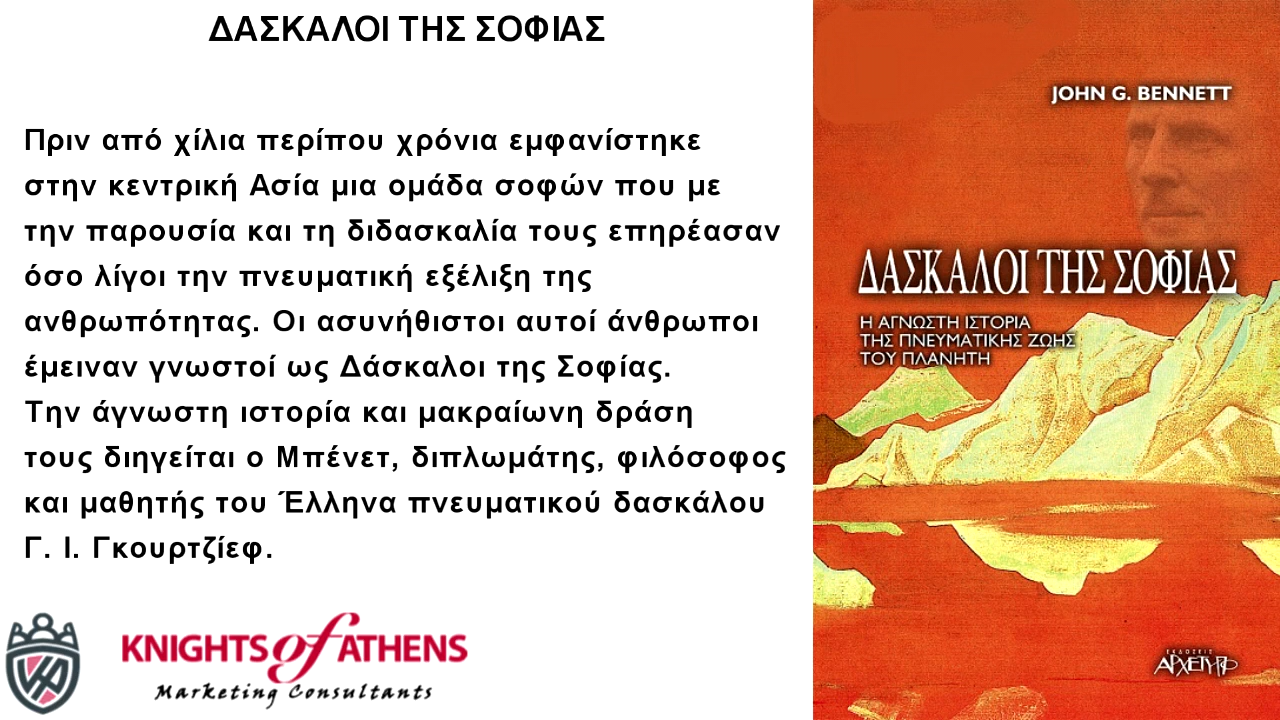 ΔΑΣΚΑΛΟΙ ΤΗΣ ΣΟΦΙΑΣ
Πριν από χίλια περίπου χρόνια εμφανίστηκε
στην κεντρική Ασία μια ομάδα σοφών που με
την παρουσία και τη διδασκαλία τους επηρέασαν
όσο λίγοι την πνευματική εξέλιξη της
ανθρωπότητας. Οι ασυνήθιστοι αυτοί άνθρωποι
έμειναν γνωστοί ως Δάσκαλοι της Σοφίας.
Την άγνωστη ιστορία και μακραίωνη δράση
τους διηγείται ο Μπένετ, διπλωμάτης, φιλόσοφος
και μαθητής του Έλληνα πνευματικού δασκάλου
Γ. Ι. Γκουρτζίεφ.
KNIGHTS of ATHENS
Marketing Consultants
JOHN G. BENNETT
ΔΑΣΚΑΛΟΙ ΤΗΣ ΣΟΦΙΑΣ
Η ΑΓΝΩΣΤΗ ΙΣΤΟΡΙΑ
ΤΗΣ ΠΝΕΥΜΑΤΙΚΗΣ ΖΩΗΣ
ΤΟΥ ΠΛΑΝΗΤΗ
ΕΚΔΟΣΕΙΣ
ΑΡΧΕΤΥΠΟ